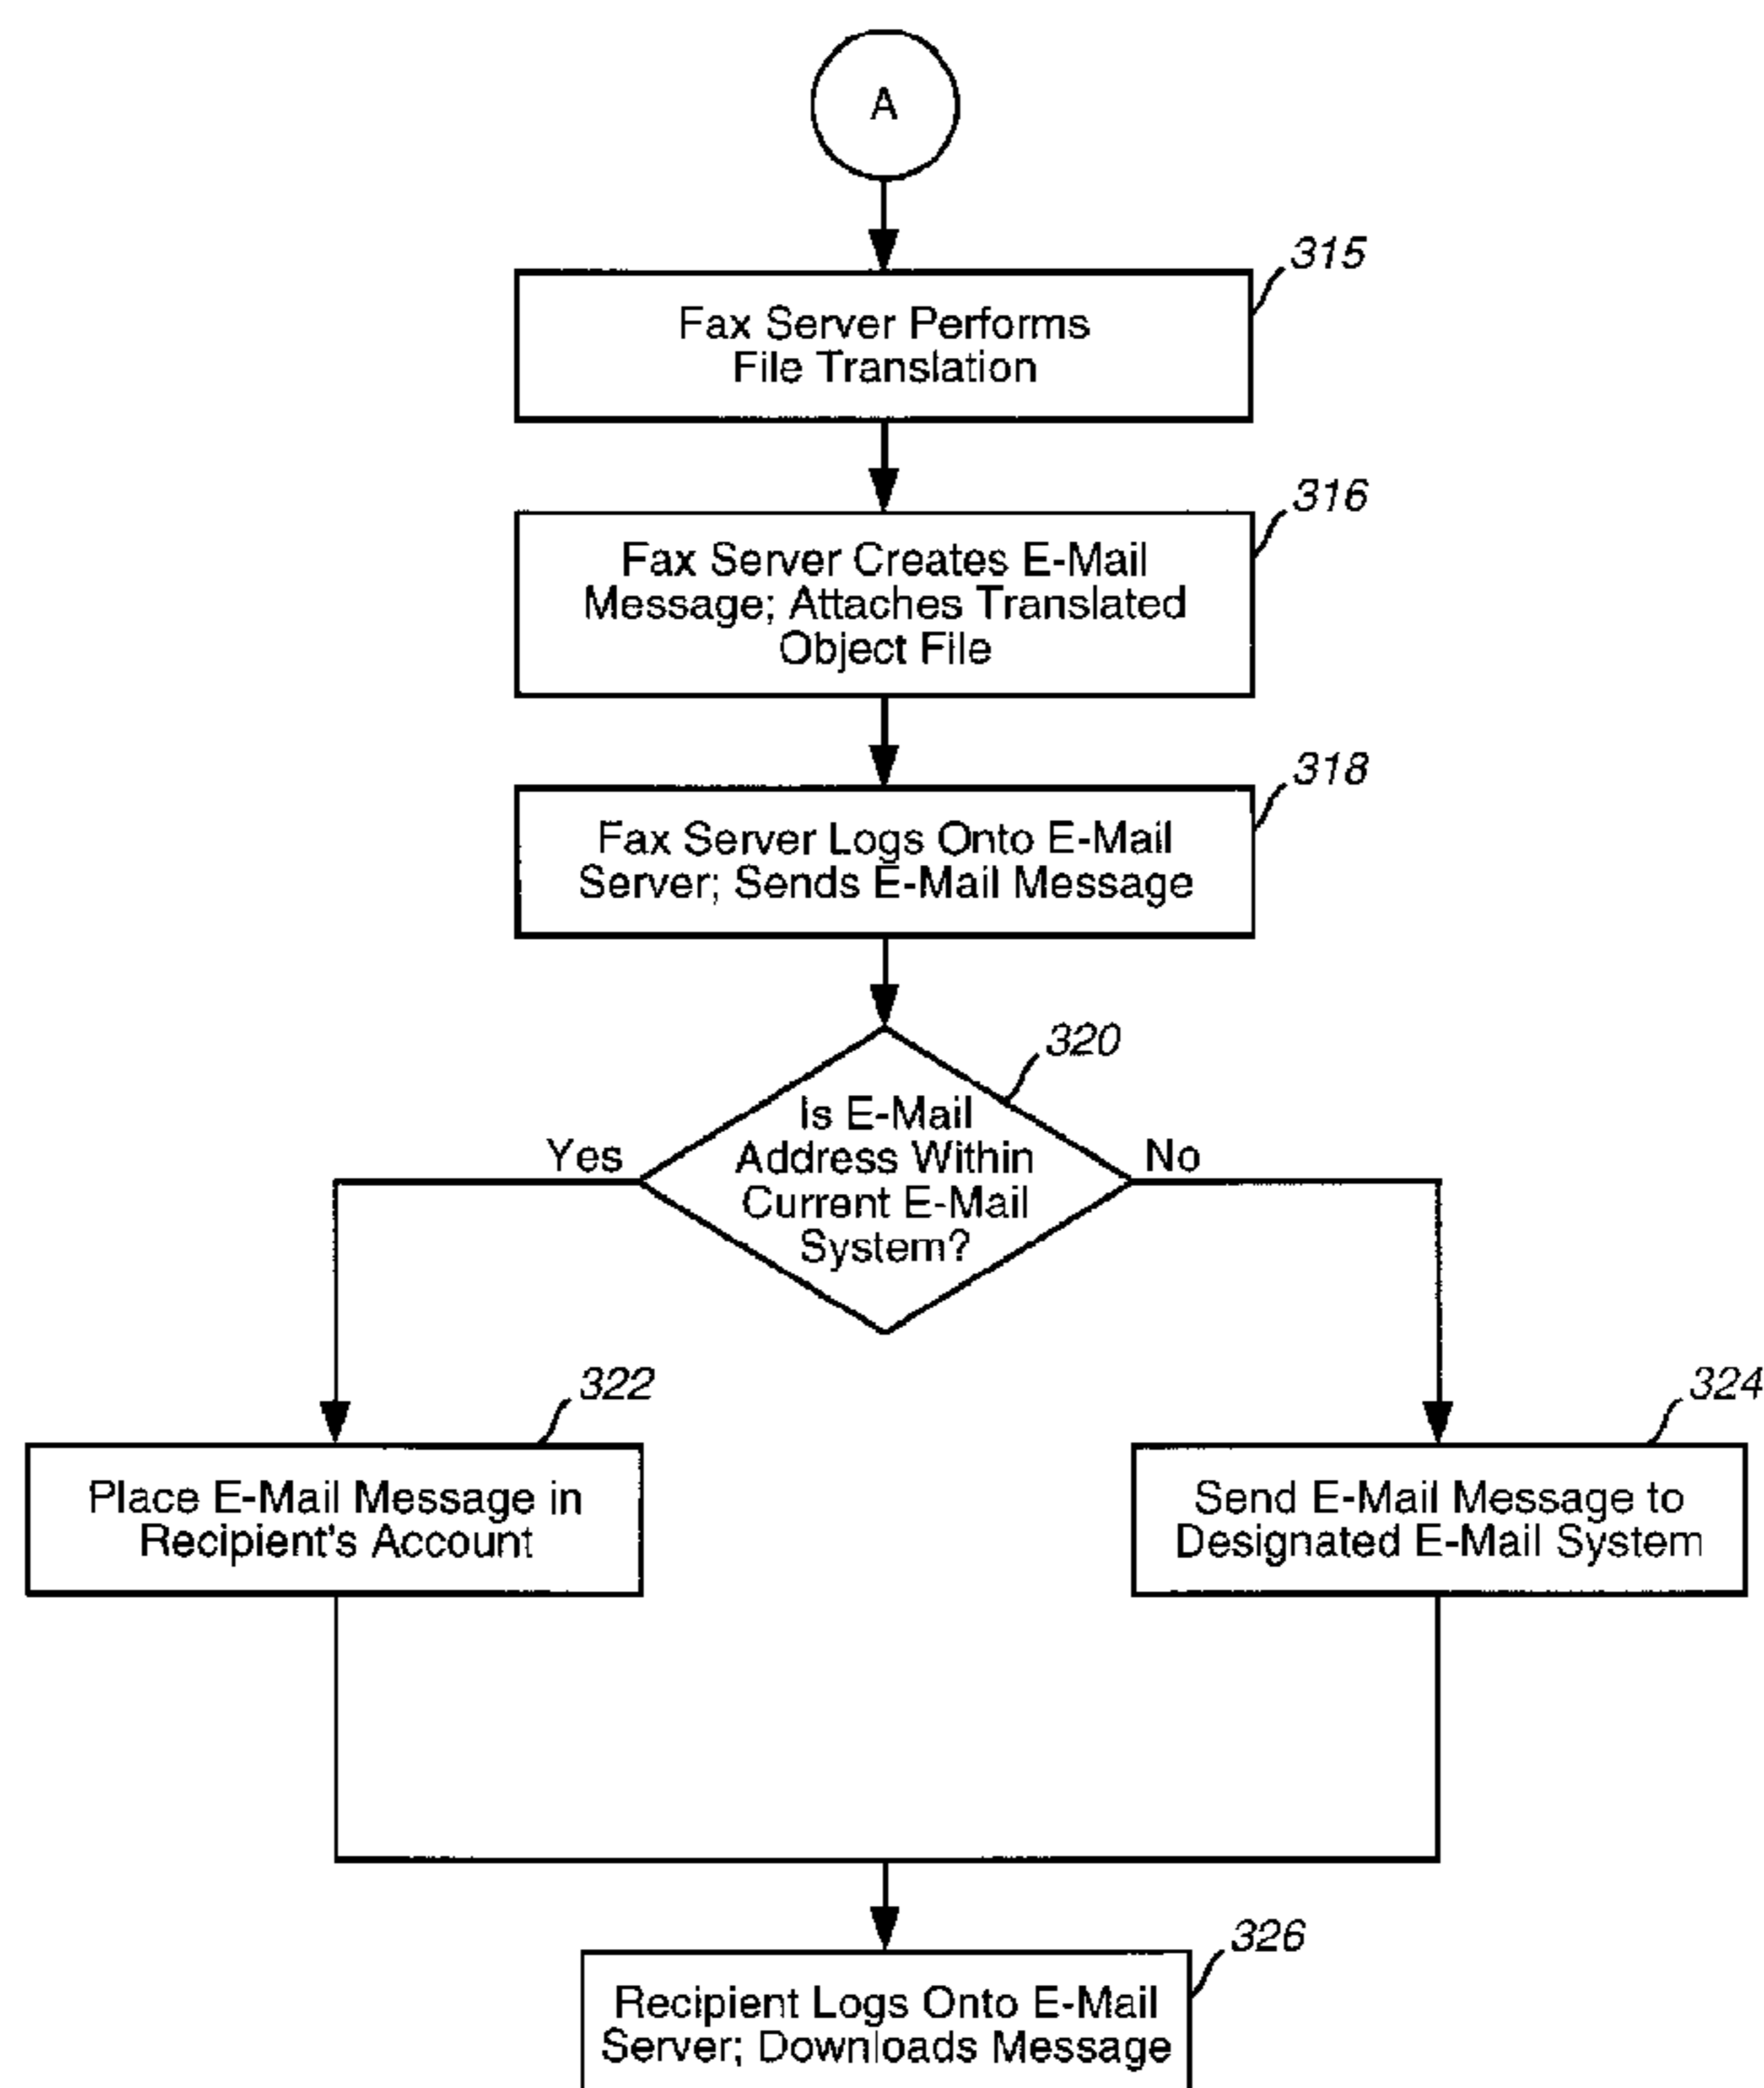 A
315
Fax Server Performs
File Translation
316
Fax Server Creates E-Mail
Message; Attaches Translated
Object File
318
Fax Server Logs Onto E-Mail
Server; Sends E-Mail Message
320
Is E-Mail
Address Within
Current E-Mail
System?
Yes
No
322
Place E-Mail Message in
Recipient's Account
324
Send E-Mail Message to
Designated E-Mail System
326
Recipient Logs Onto E-Mail
Server; Downloads Message